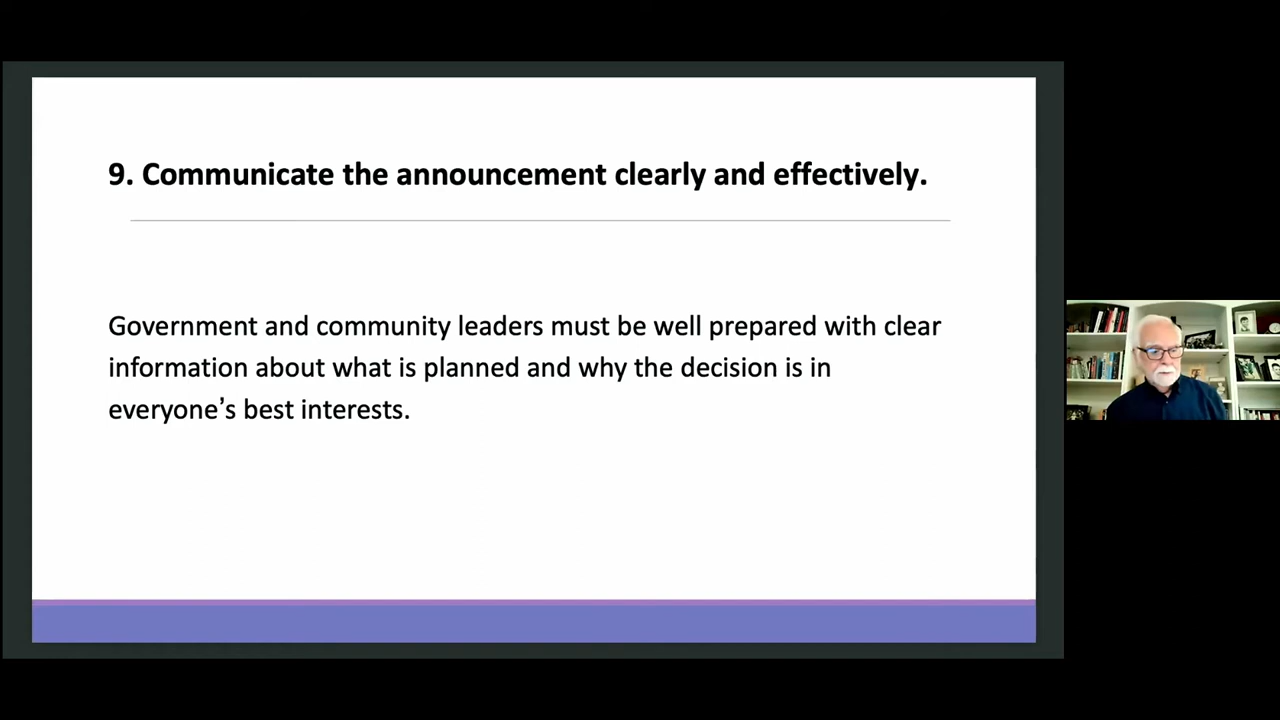 9. Communicate the announcement clearly and effectively.
Government and community leaders must be well prepared with clear
information about what is planned and why the decision is in
everyone’s best interests.